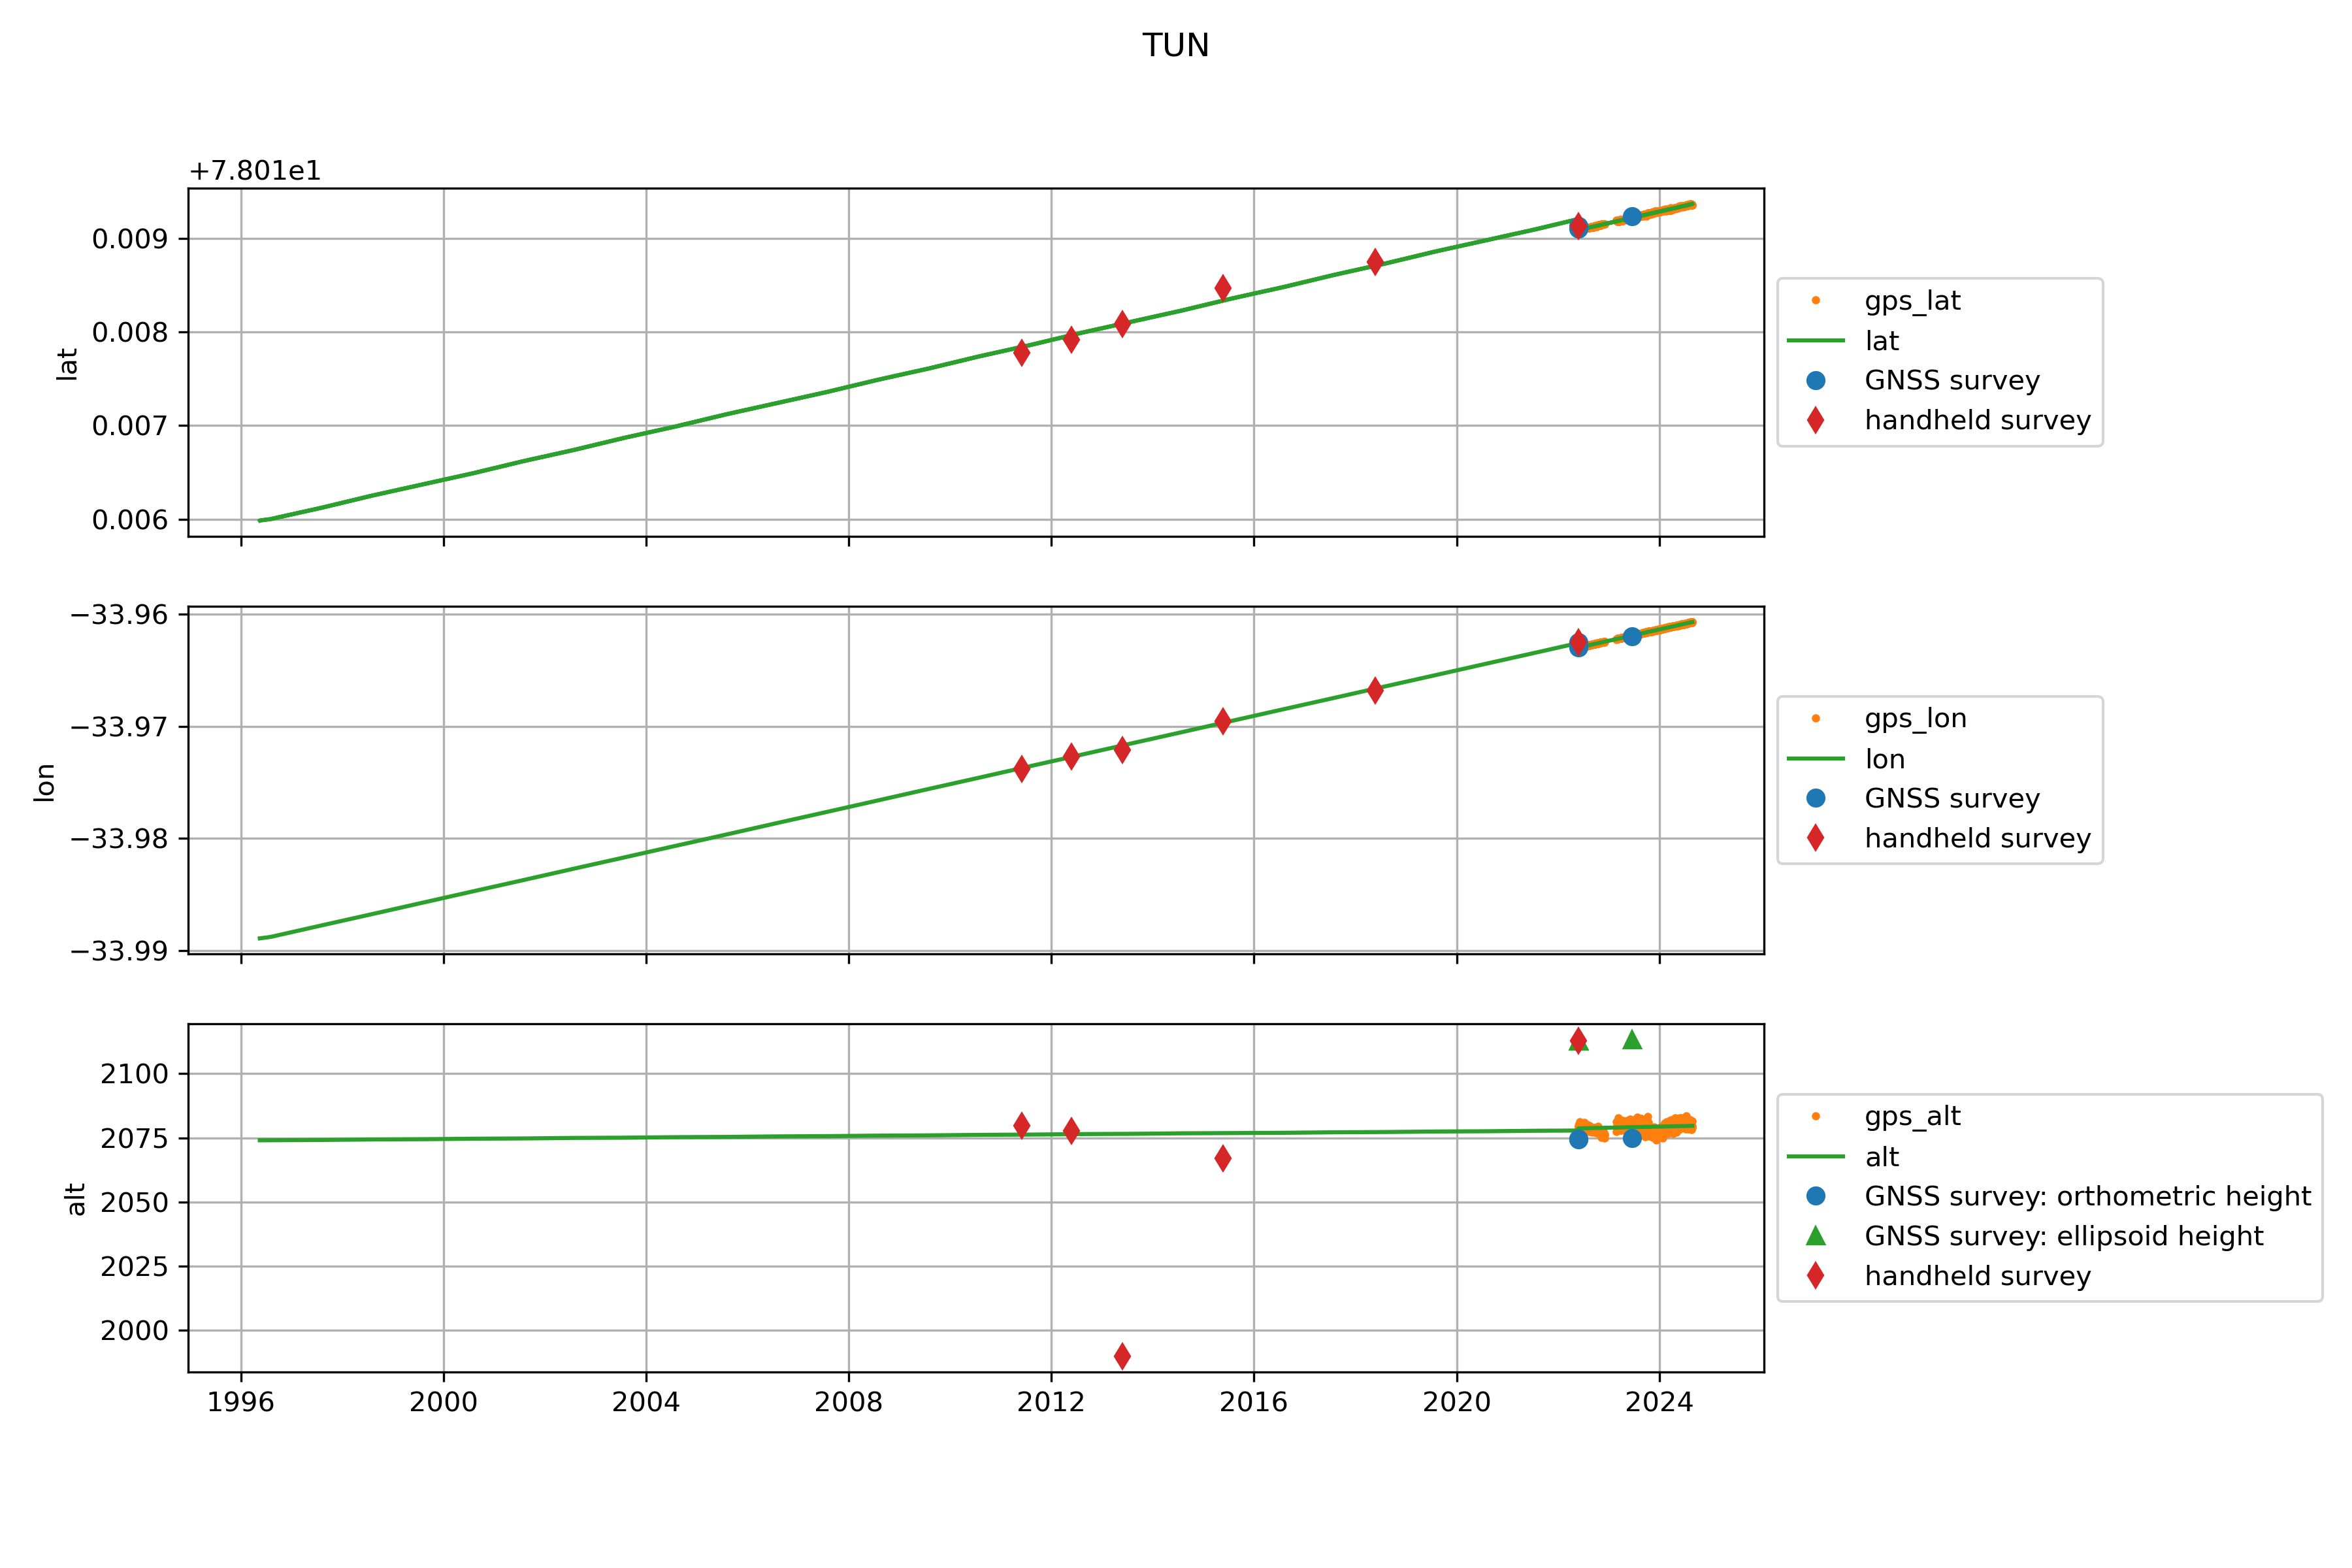 TUN
+7.801e1
0.009
0.008
0.007
0.006
lat
gps_lat
lat
GNSS survey
handheld survey
−33.96
−33.97
−33.98
−33.99
lon
gps_lon
lon
GNSS survey
handheld survey
2100
2075
2050
2025
2000
alt
gps_alt
alt
GNSS survey: orthometric height
GNSS survey: ellipsoid height
handheld survey
1996 2000 2004 2008 2012 2016 2020 2024